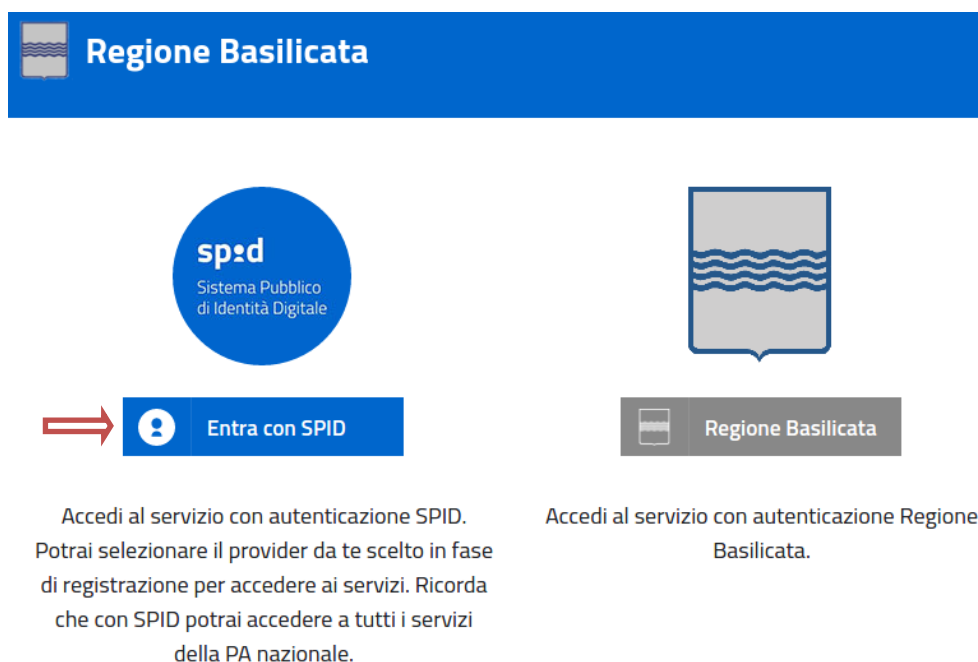 Regione Basilicata
spid
Sistema Pubblico
di Identità Digitale
Entra con SPID
Regione Basilicata
Accedi al servizio con autenticazione SPID.
Potrai selezionare il provider da te scelto in fase
di registrazione per accedere ai servizi. Ricorda
che con SPID potrai accedere a tutti i servizi
della PA nazionale.
Accedi al servizio con autenticazione Regione
Basilicata.